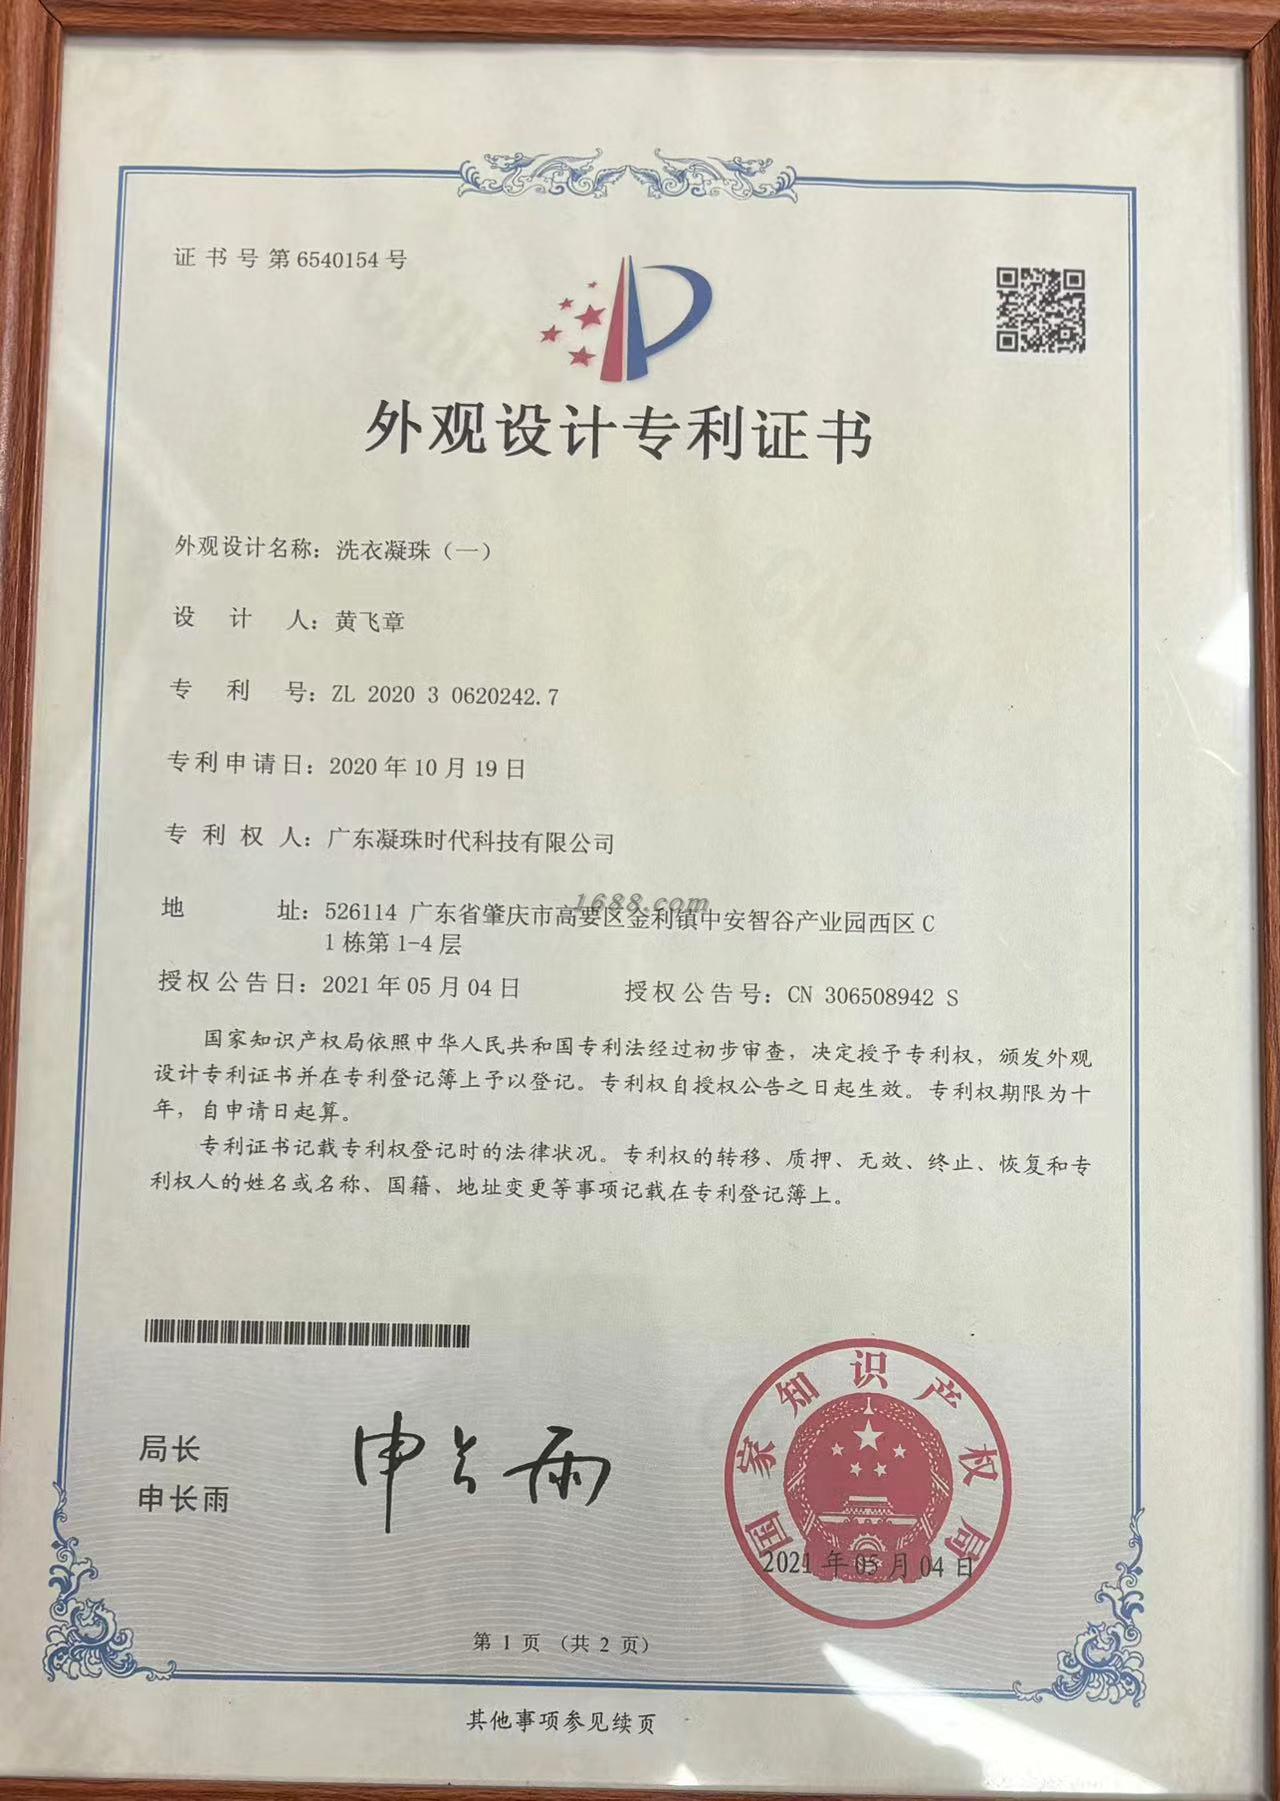 证书号第6540154号
外观设计专利证书
外观设计名称：洗衣凝珠（一）
设计人：黄飞章
专利号：ZL 2020 3 0620242.7
专利申请日：2020年10月19日
专利权人：广东凝珠时代科技有限公司
1688.com
地址：526114 广东省肇庆市高要区金利镇中安智谷产业园西区C
1栋第1-4层
授权公告日：2021年05月04日 授权公告号：CN 306508942 S
国家知识产权局依照中华人民共和国专利法经过初步审查，决定授予专利权，颁发外观
设计专利证书并在专利登记簿上予以登记。专利权自授权公告之日起生效。专利权期限为十
年，自申请日起算。
专利证书记载专利权登记时的法律状况。专利权的转移、质押、无效、终止、恢复和专
利权人的姓名或名称、国籍、地址变更等事项记载在专利登记簿上。
局长
申长雨
申长雨
国家知识产权局
2021年05月04日
第1页（共2页）
其他事项参见续页